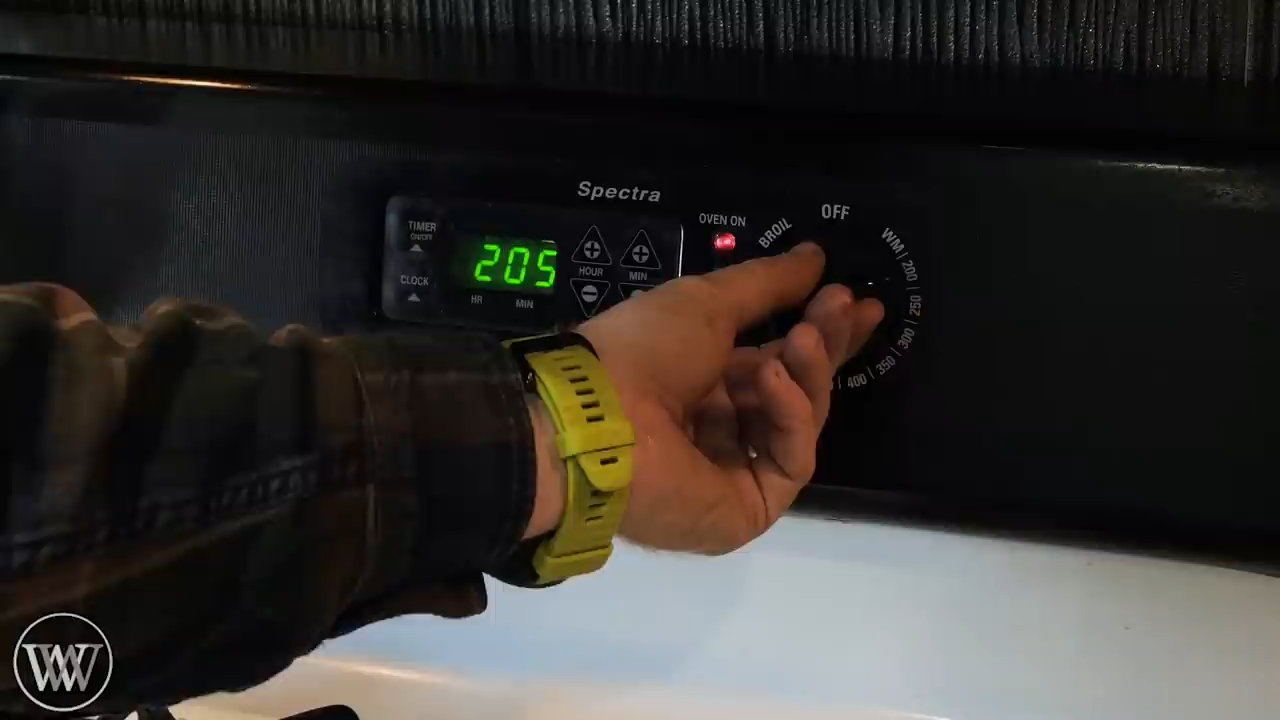 Spectra
TIMER
ON/OFF
CLOCK
205
HR MIN
HOUR
MIN
OVEN ON
BROIL
OFF
WM
200
250
300
350
400
W